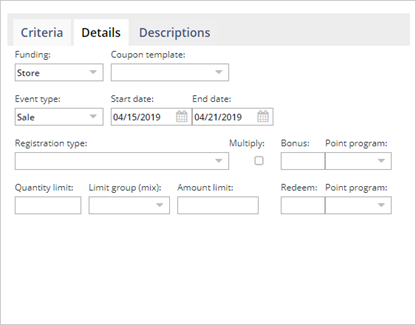 Criteria Details Descriptions
Funding: Coupon template:
Store
Event type: Start date: End date:
Sale 04/15/2019 04/21/2019
Registration type: Multiply: Bonus: Point program:
Quantity limit: Limit group (mix): Amount limit: Redeem: Point program: